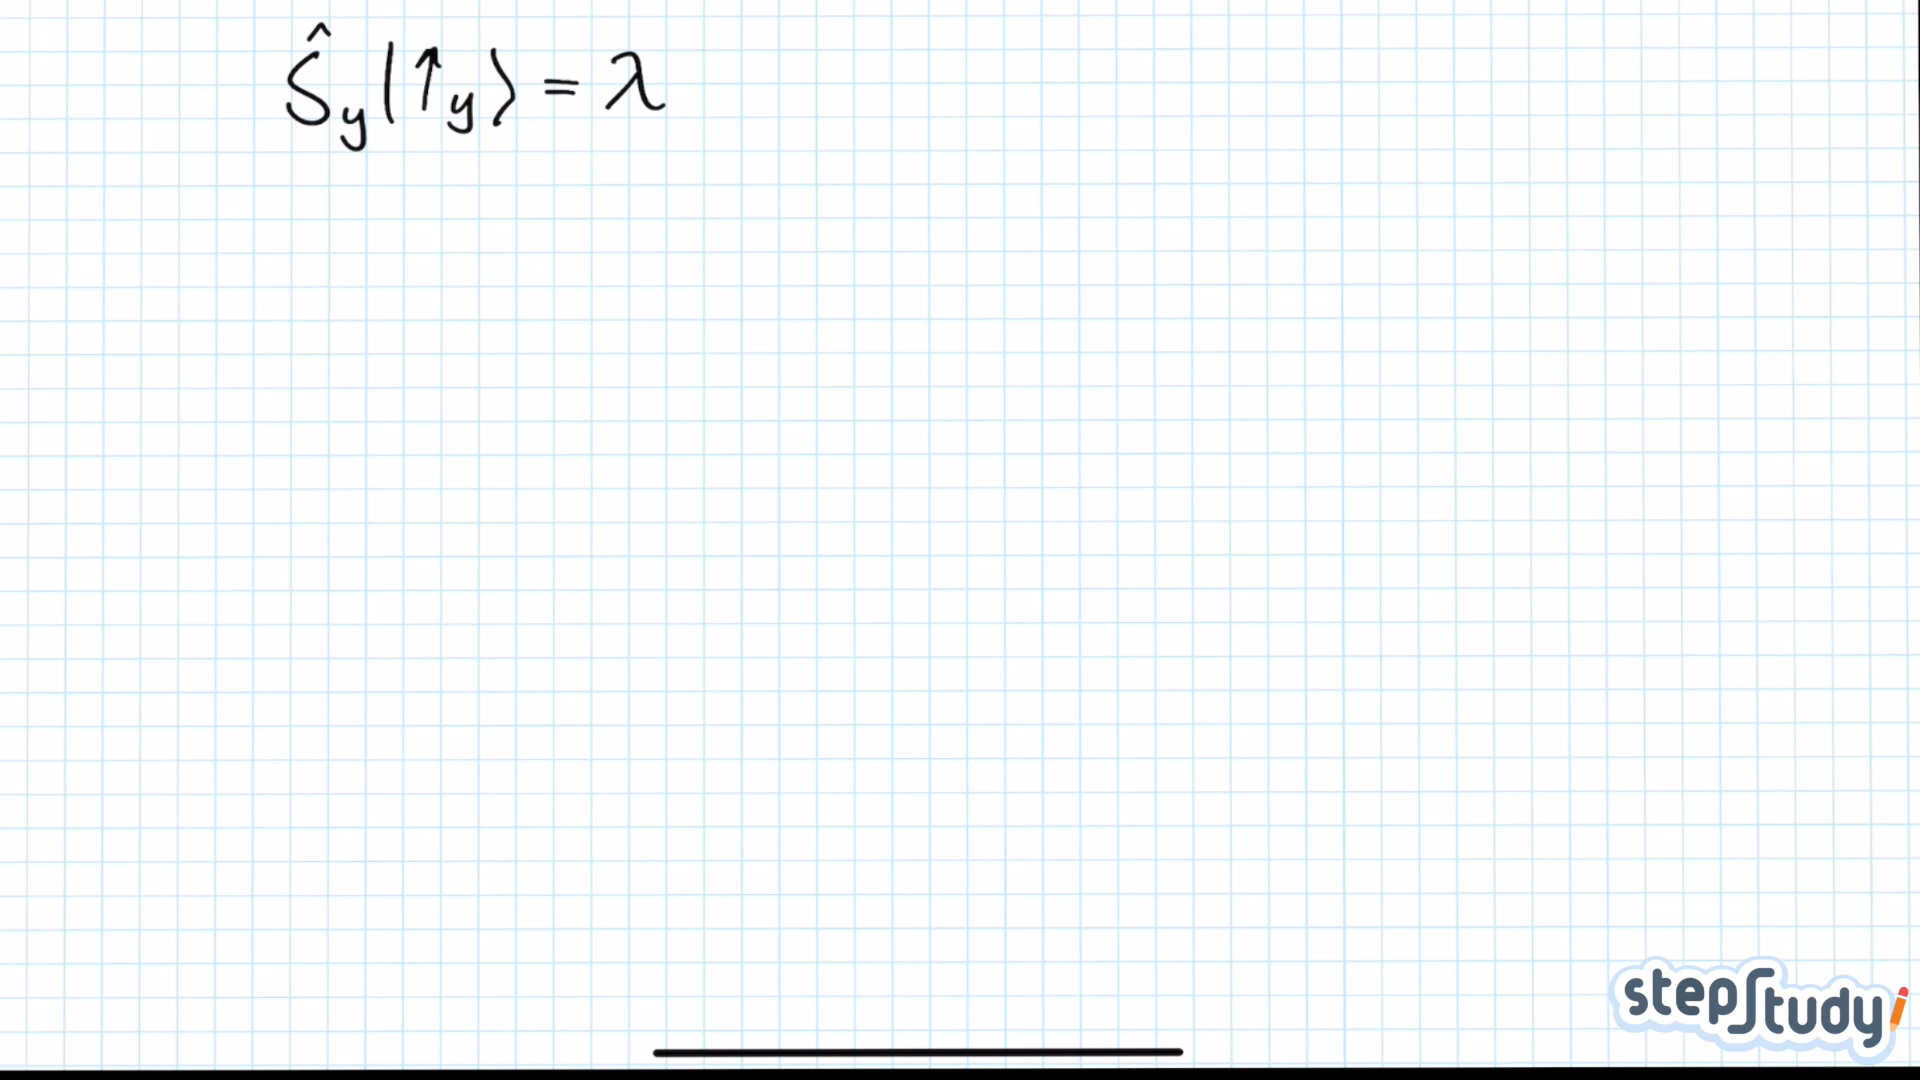 Ŝ_y|↑_y⟩ = λ
stepStudy